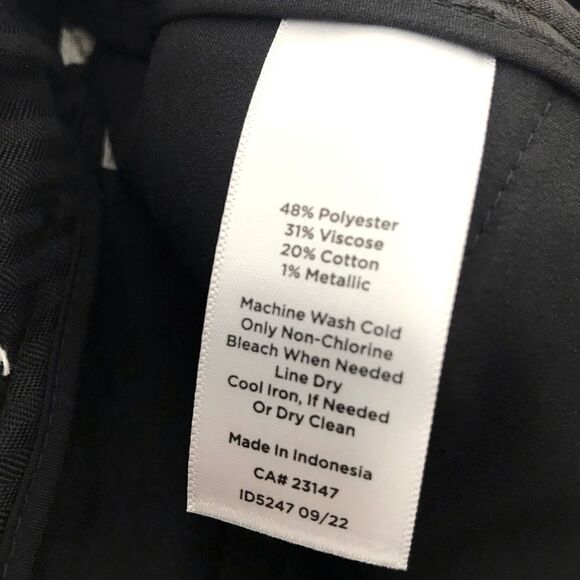 48% Polyester
31% Viscose
20% Cotton
1% Metallic
Machine Wash Cold
Only Non-Chlorine
Bleach When Needed
Line Dry
Cool Iron, If Needed
Or Dry Clean
Made In Indonesia
CA# 23147
ID5247 09/22